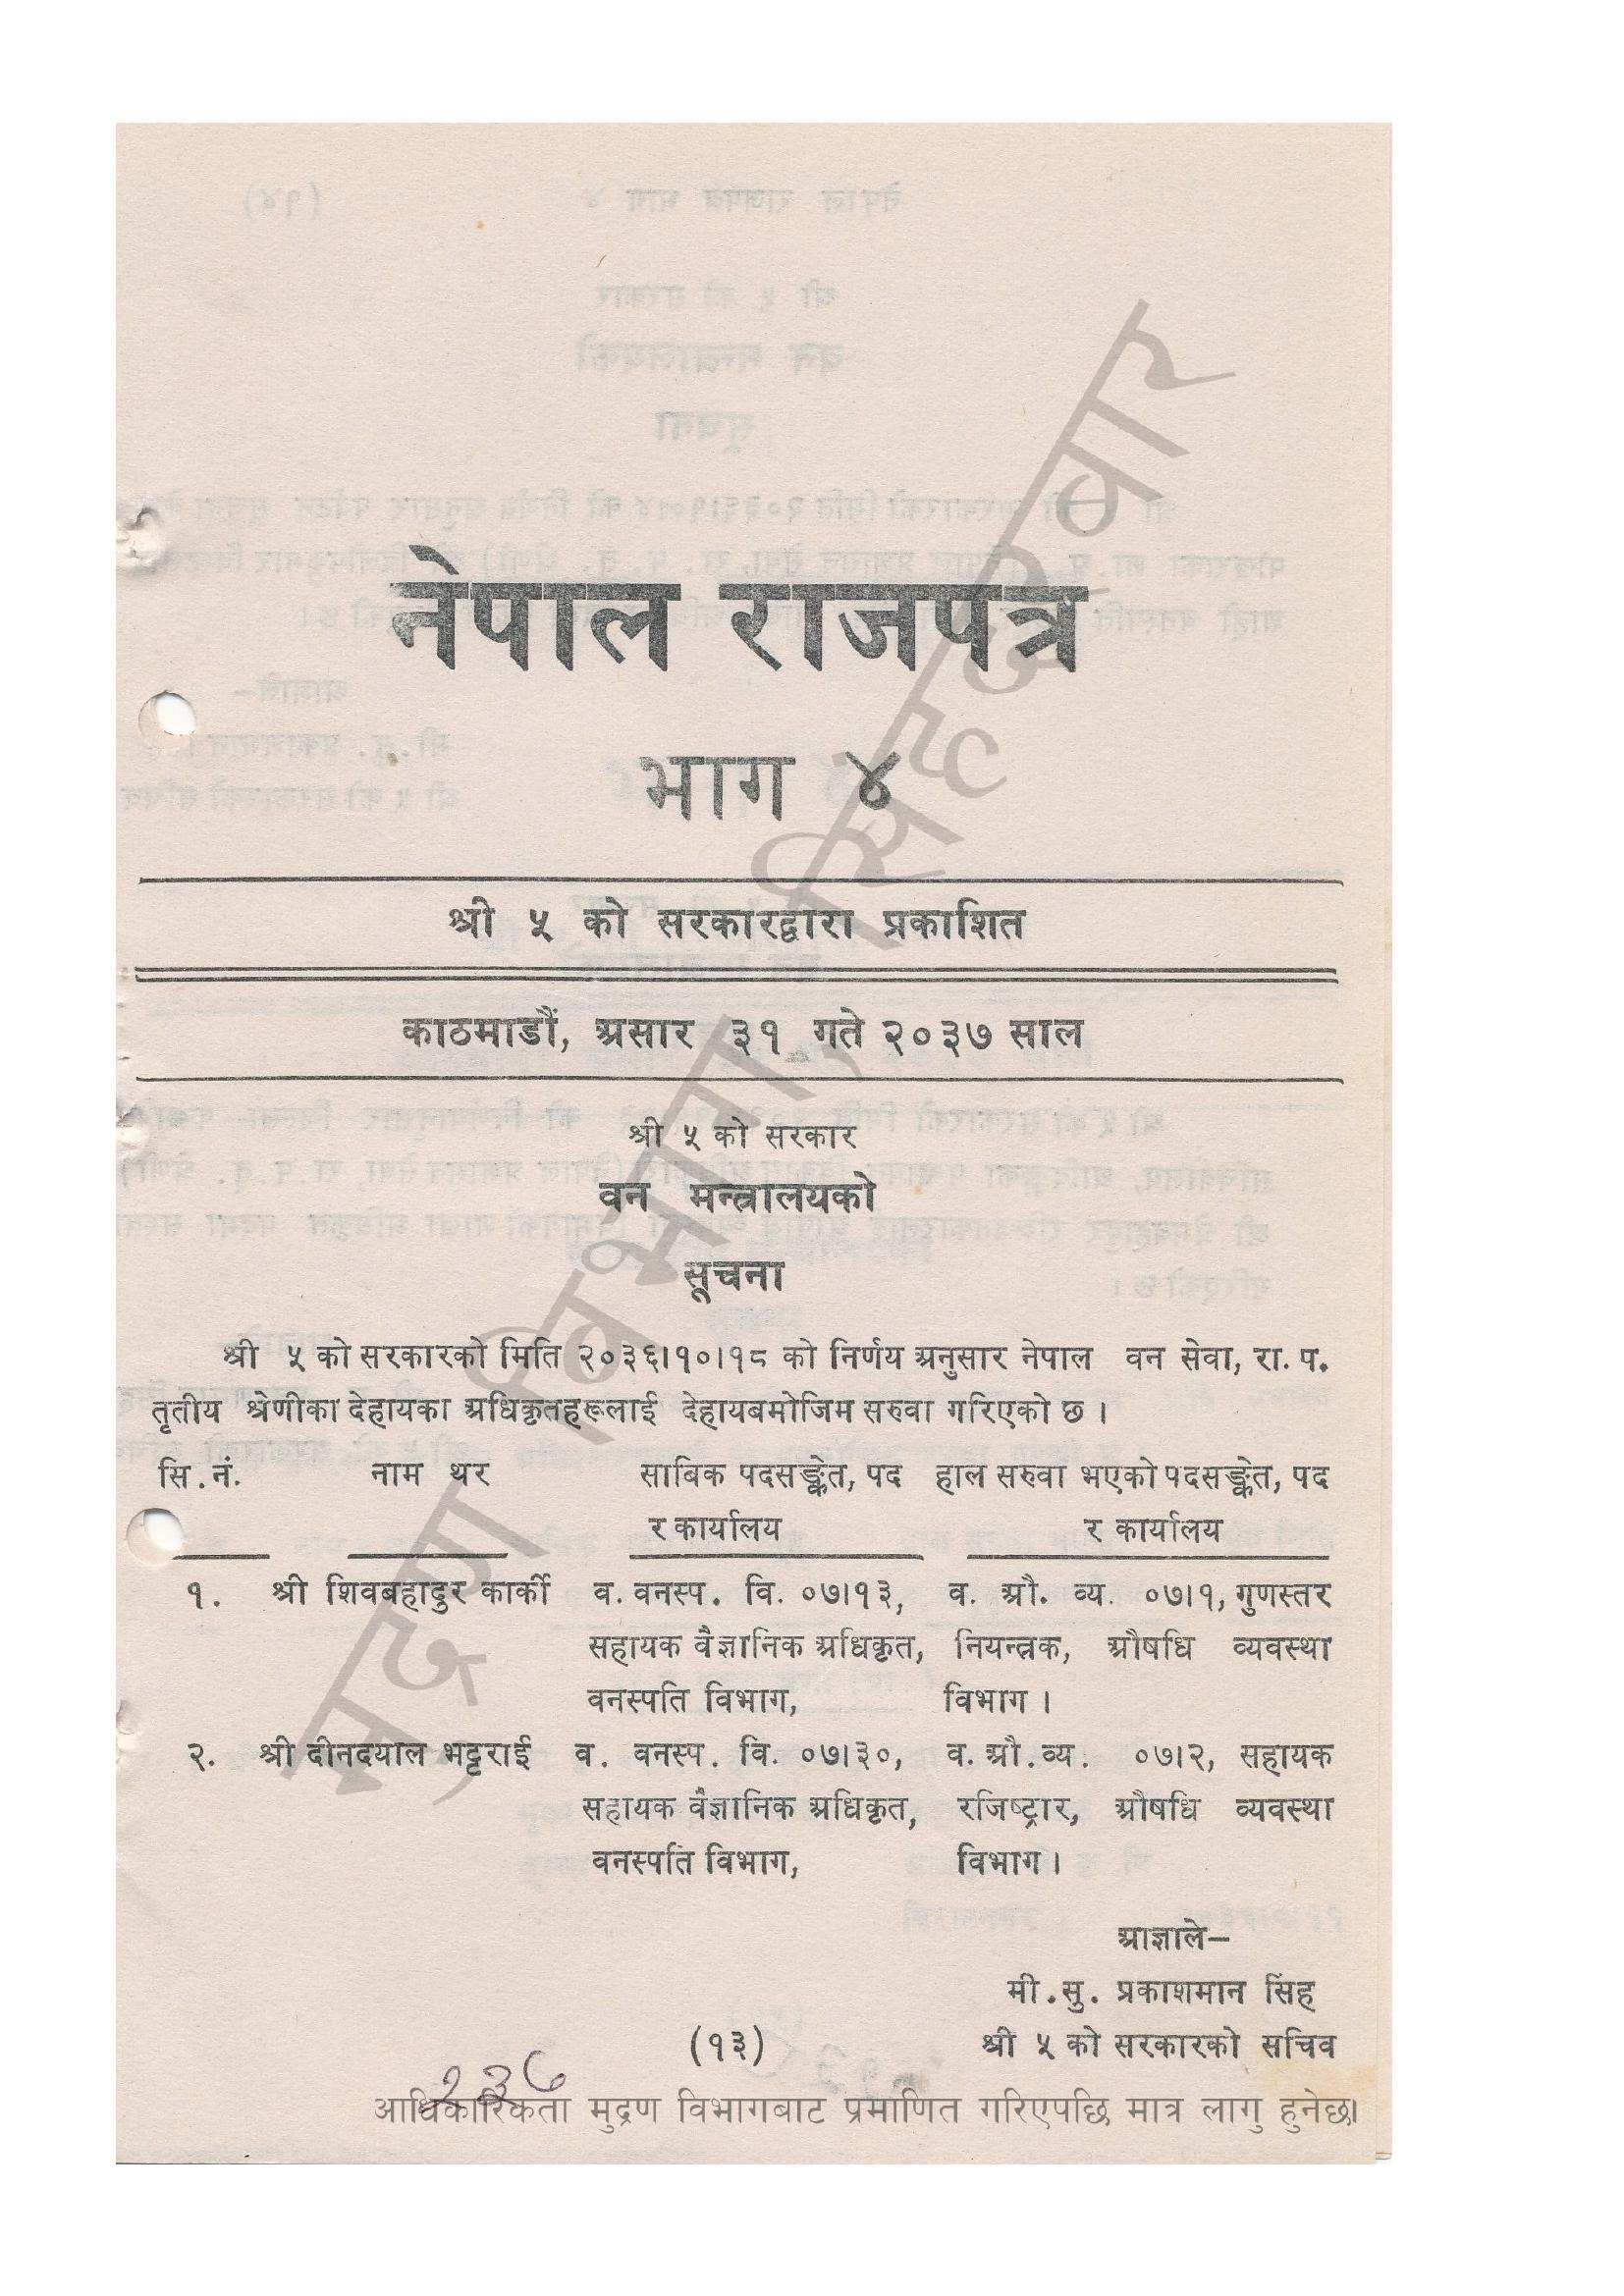 नेपाल राजपत्र
भाग ४
श्री ५ को सरकारद्वारा प्रकाशित
काठमाडौं, असार ३१ गते २०३७ साल
श्री ५ को सरकार
वन मन्त्रालयको
सूचना
श्री ५ को सरकारको मिति २०३६।१०।१८ को निर्णय अनुसार नेपाल वन सेवा, रा. प.
तृतीय श्रेणीका देहायका अधिकृतहरूलाई देहायबमोजिम सरुवा गरिएको छ ।
सि.नं. नाम थर साबिक पदसङ्केत, पद हाल सरुवा भएको पदसङ्केत, पद
र कार्यालय र कार्यालय
१. श्री शिवबहादुर कार्की व. वनस्प. वि. ०७।१३, व. औ. व्य. ०७।१, गुणस्तर
सहायक वैज्ञानिक अधिकृत, नियन्त्रक, औषधि व्यवस्था
वनस्पति विभाग, विभाग ।
२. श्री दीनदयाल भट्टराई व. वनस्प. वि. ०७।३०, व. औ.व्य. ०७।२, सहायक
सहायक वैज्ञानिक अधिकृत, रजिष्ट्रार, औषधि व्यवस्था
वनस्पति विभाग, विभाग ।
आज्ञाले–
मी.सु. प्रकाशमान सिंह
(१३) श्री ५ को सरकारको सचिव
१३७
आधिकारिकता मुद्रण विभागबाट प्रमाणित गरिएपछि मात्र लागु हुनेछ।
मुद्रण विभाग, सिंहदरवार